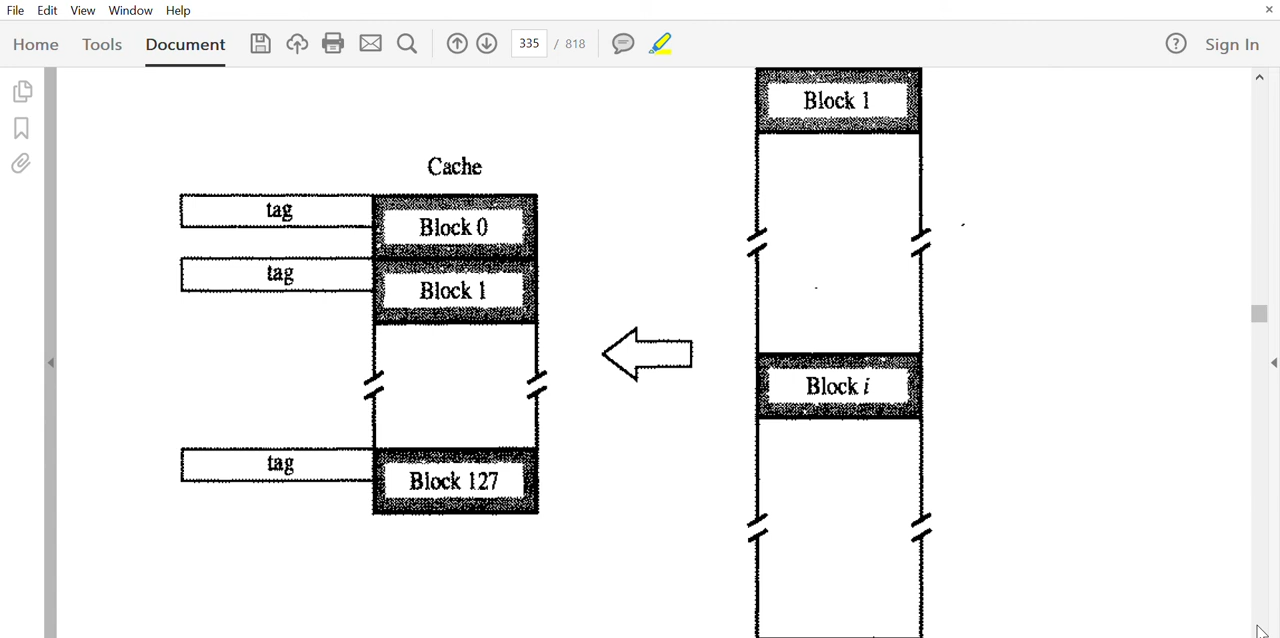 File Edit View Window Help
Home Tools Document 335 / 818 Sign In
Block 1
Cache
tag
Block 0
tag
Block 1
Block i
tag
Block 127